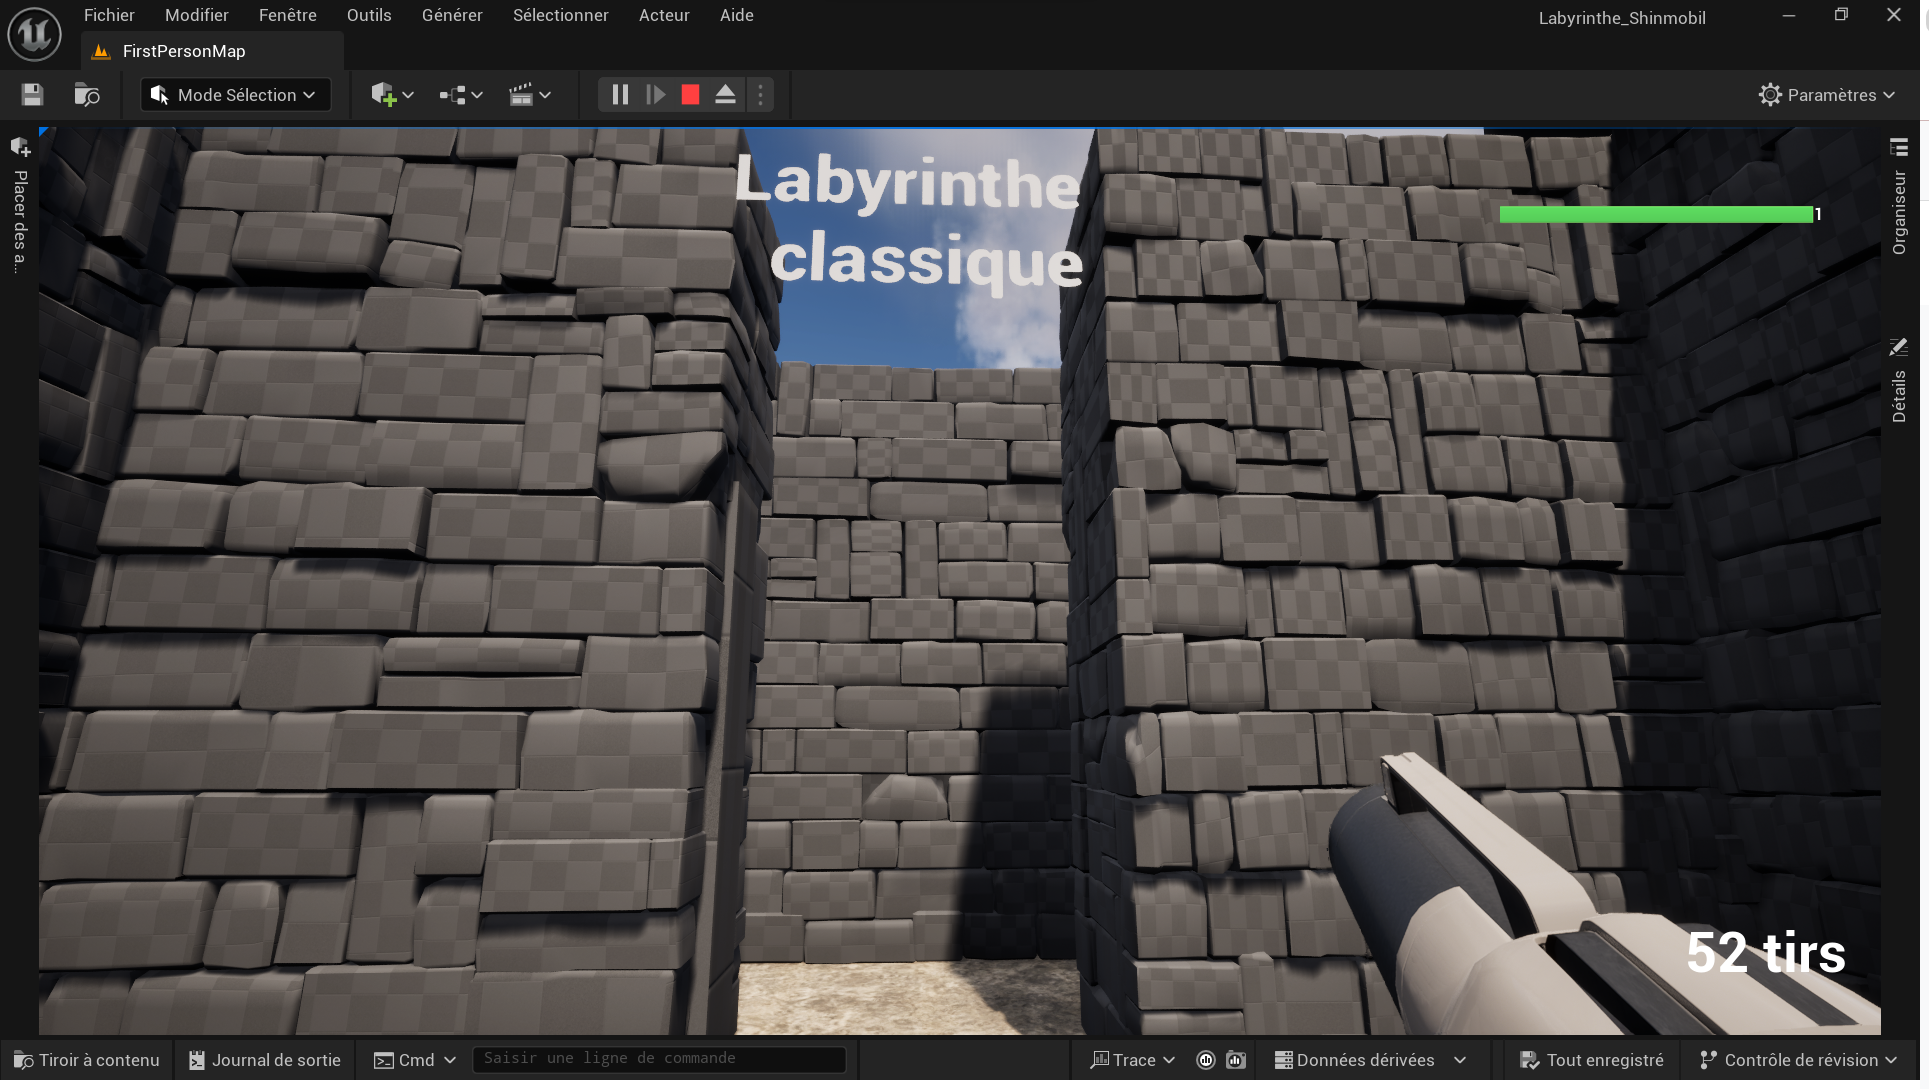 Fichier Modifier Fenêtre Outils Générer Sélectionner Acteur Aide
Labyrinthe_Shinmobil
FirstPersonMap
Mode Sélection
Paramètres
Placer des a...
Organiseur
Détails
Labyrinthe
classique
1
52 tirs
Tiroir à contenu Journal de sortie Cmd Saisir une ligne de commande Trace Données dérivées Tout enregistré Contrôle de révision